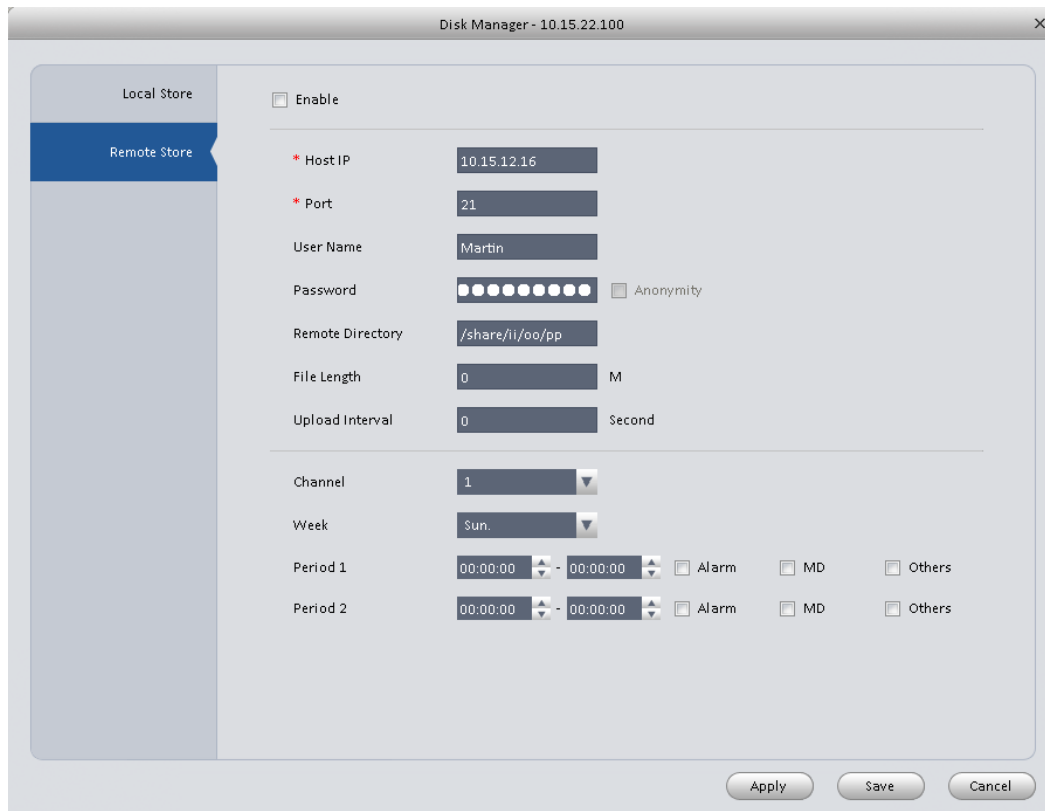 Disk Manager - 10.15.22.100
Local Store
Remote Store
Enable
* Host IP 10.15.12.16
* Port 21
User Name Martin
Password Anonymity
Remote Directory /share/ii/oo/pp
File Length 0 M
Upload Interval 0 Second
Channel 1
Week Sun.
Period 1 00:00:00 - 00:00:00 Alarm MD Others
Period 2 00:00:00 - 00:00:00 Alarm MD Others
Apply Save Cancel